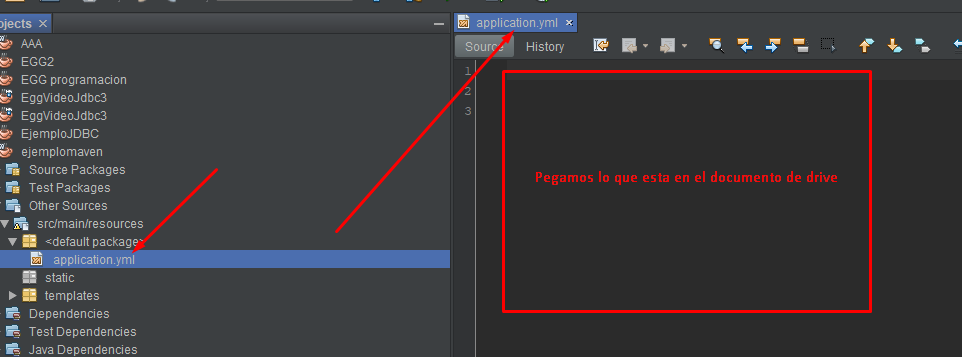 ojects ×
AAA
EGG2
EGG programacion
EggVideoJdbc3
EggVideoJdbc3
EjemploJDBC
ejemplomaven
Source Packages
Test Packages
Other Sources
src/main/resources
<default package>
application.yml
static
templates
Dependencies
Test Dependencies
Java Dependencies
application.yml ×
Source History
1
2
3
Pegamos lo que esta en el documento de drive